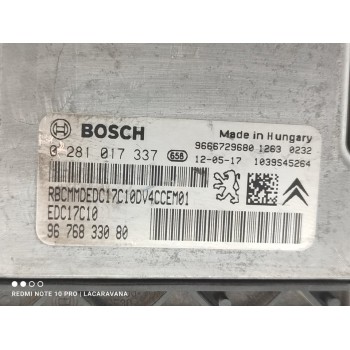 BOSCH
Made in Hungary
9666729680 1263 0232
0 281 017 337 658 12-05-17 1039S45264
RBCMMDEDC17C10DV4CCEM01
EDC17C10
96 768 330 80
REDMI NOTE 10 PRO | LACARAVANA